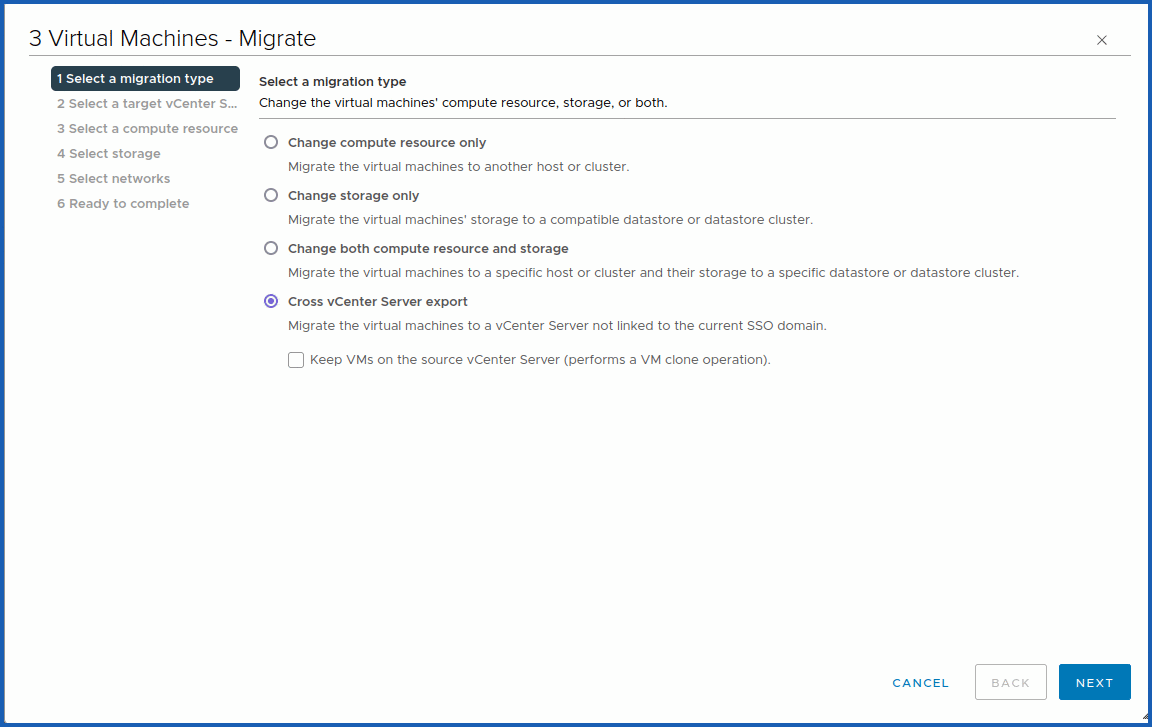 3 Virtual Machines - Migrate
1 Select a migration type
2 Select a target vCenter S...
3 Select a compute resource
4 Select storage
5 Select networks
6 Ready to complete
Select a migration type
Change the virtual machines' compute resource, storage, or both.
Change compute resource only
Migrate the virtual machines to another host or cluster.
Change storage only
Migrate the virtual machines' storage to a compatible datastore or datastore cluster.
Change both compute resource and storage
Migrate the virtual machines to a specific host or cluster and their storage to a specific datastore or datastore cluster.
Cross vCenter Server export
Migrate the virtual machines to a vCenter Server not linked to the current SSO domain.
Keep VMs on the source vCenter Server (performs a VM clone operation).
CANCEL
BACK
NEXT